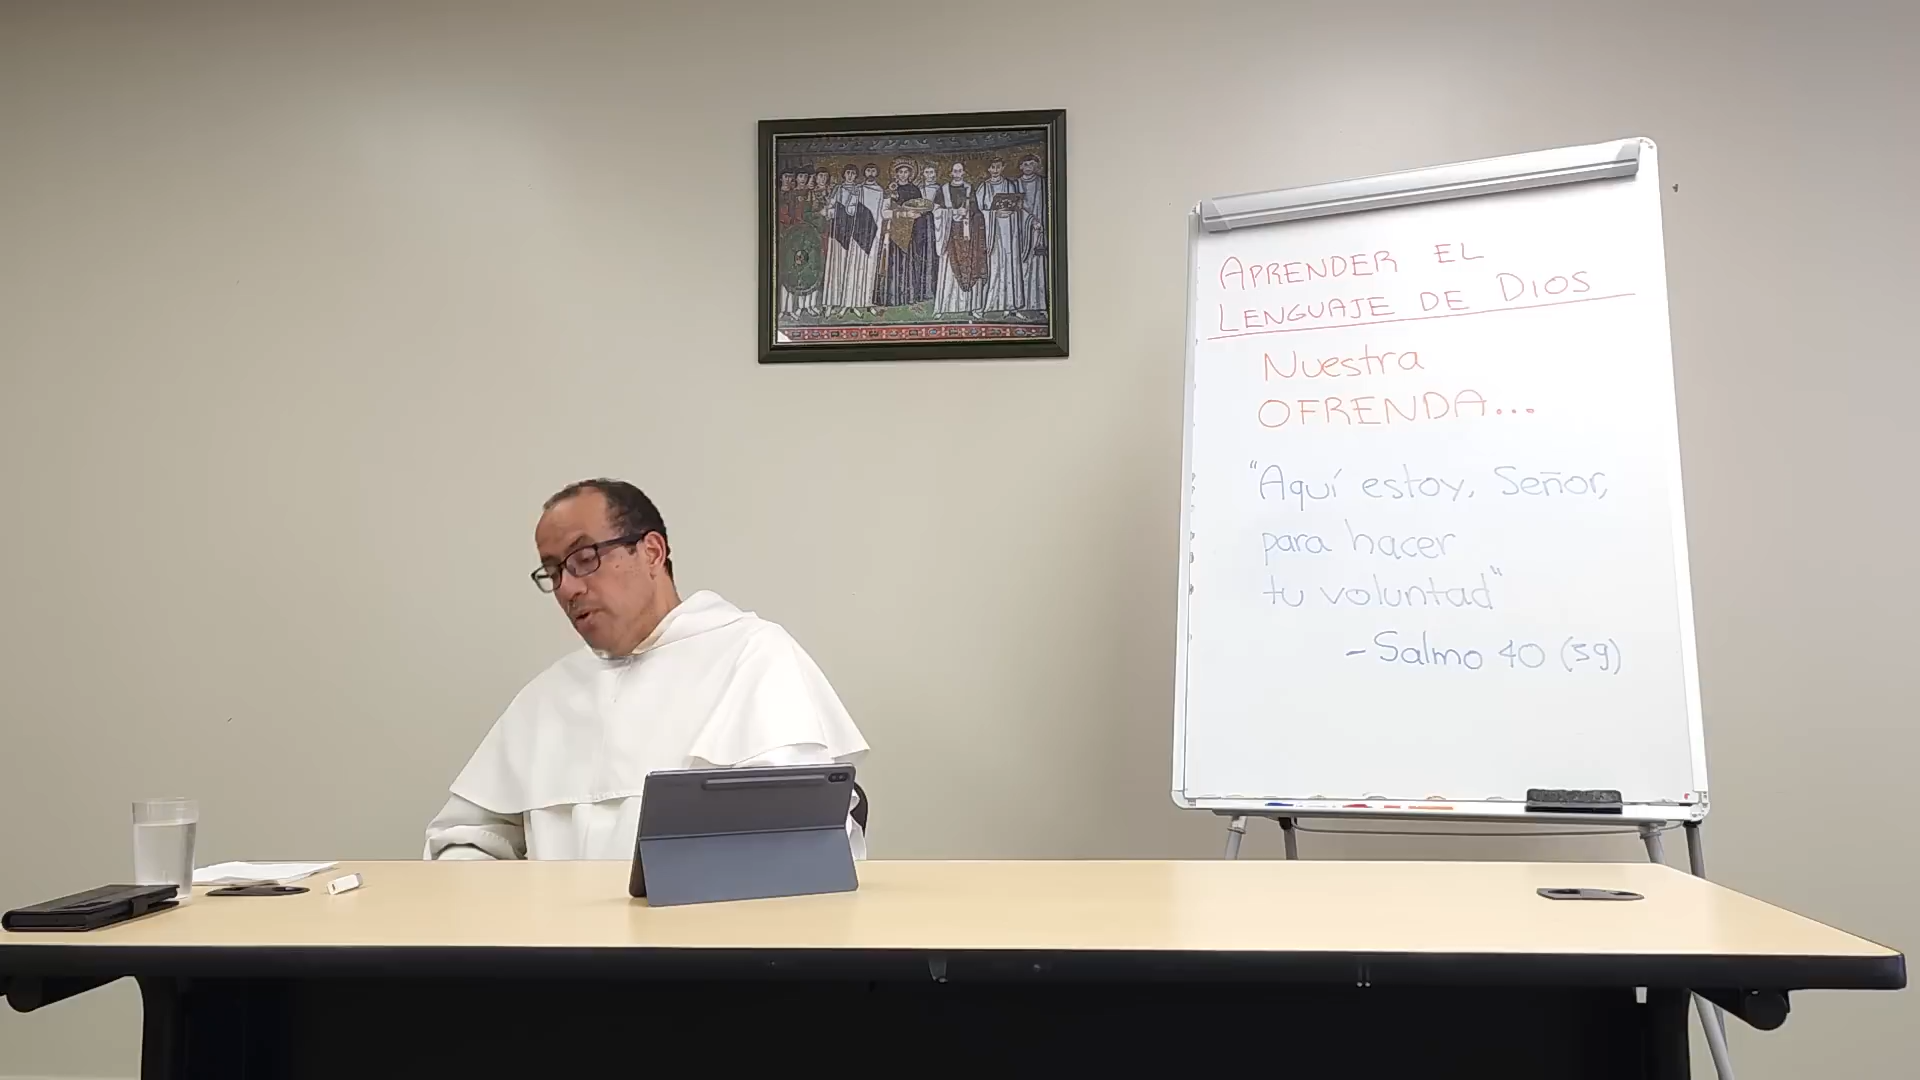 APRENDER EL
LENGUAJE DE DIOS
Nuestra
OFRENDA...
"Aquí estoy, Señor,
para hacer
tu voluntad"
- Salmo 40 (39)